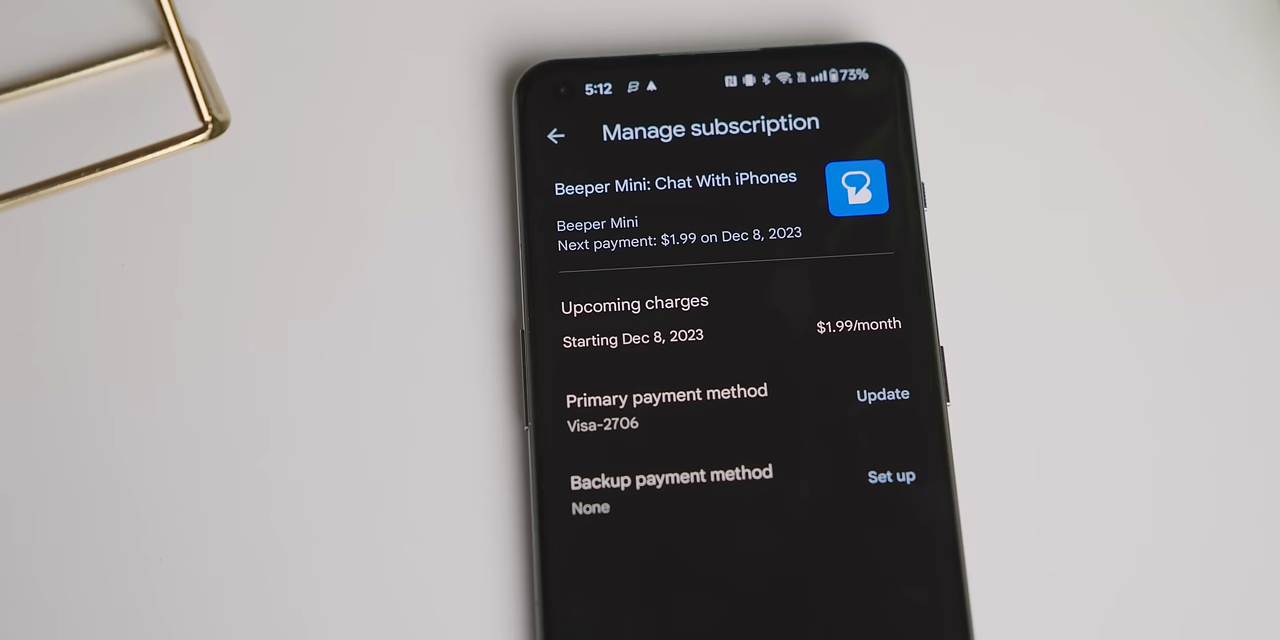 5:12
73%
Manage subscription
Beeper Mini: Chat With iPhones
Beeper Mini
Next payment: $1.99 on Dec 8, 2023
Upcoming charges
Starting Dec 8, 2023
$1.99/month
Primary payment method
Update
Visa-2706
Backup payment method
Set up
None